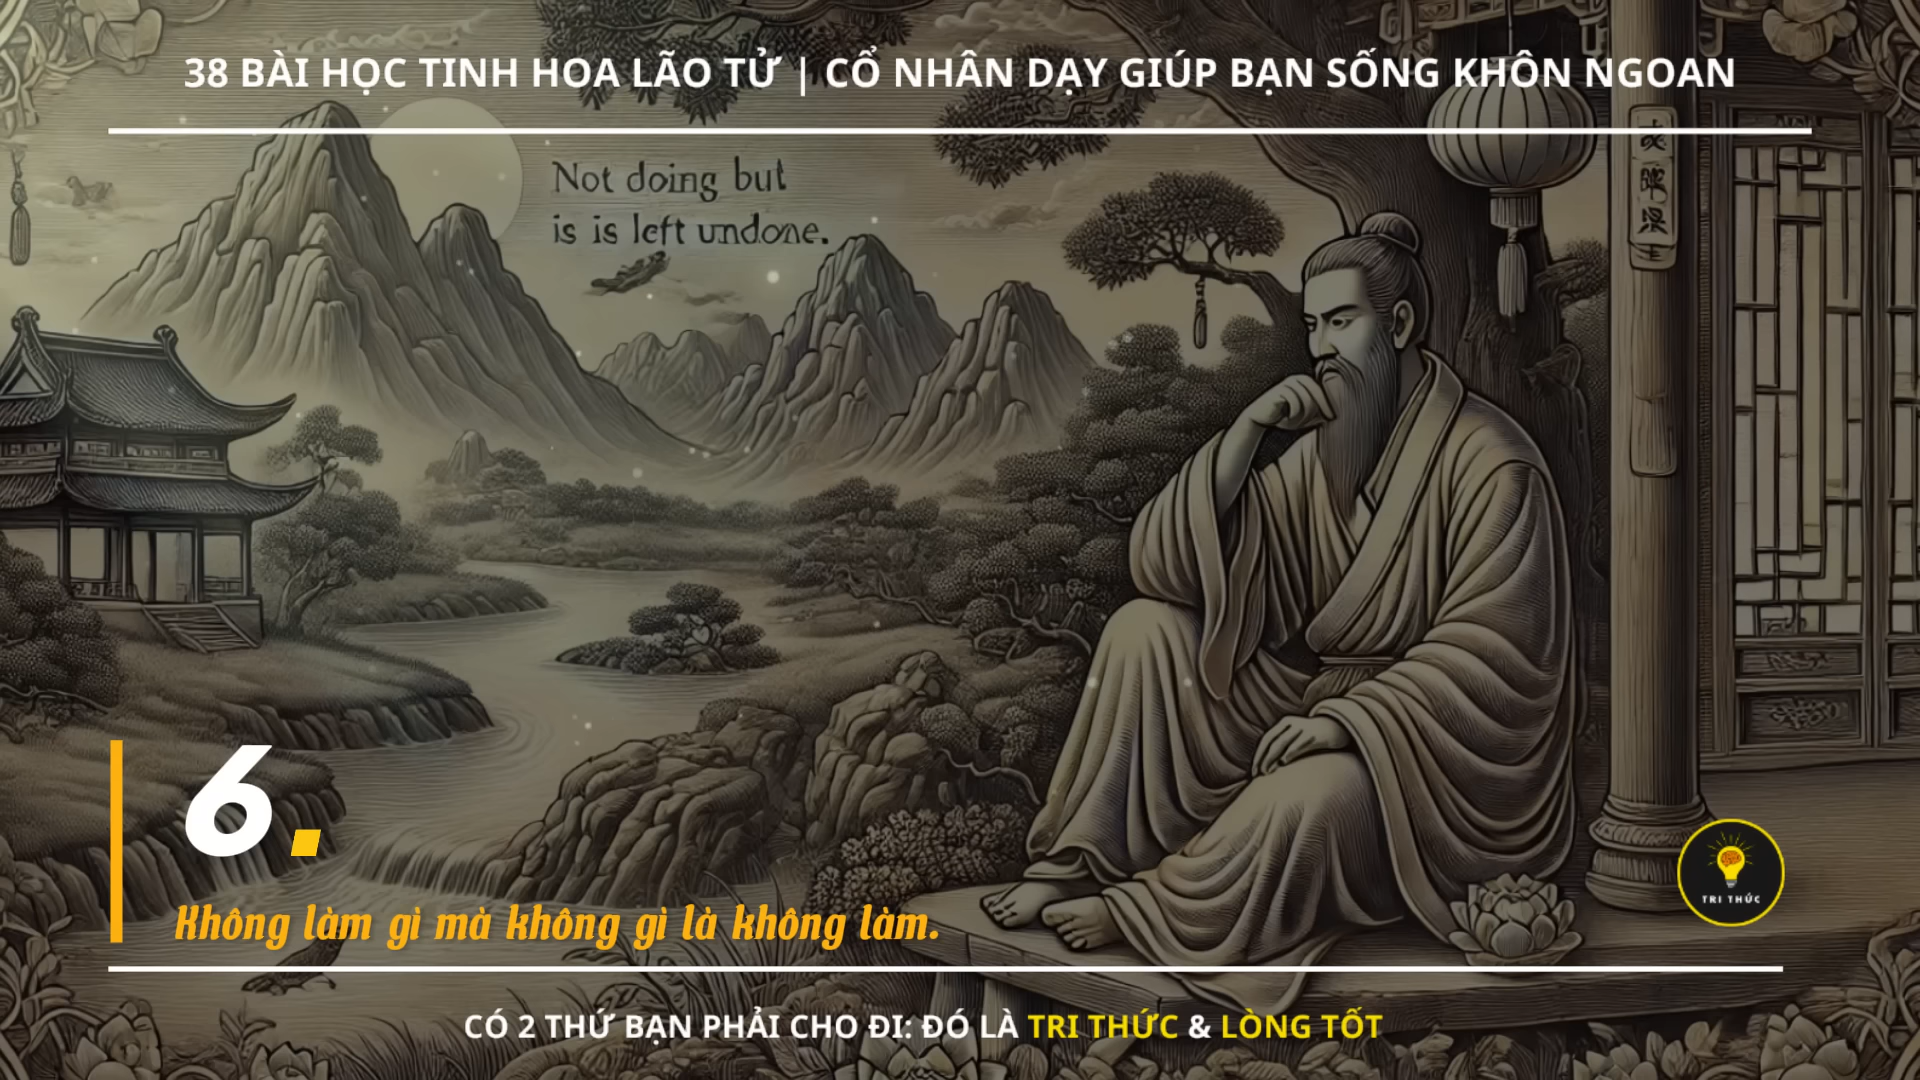 38 BÀI HỌC TINH HOA LÃO TỬ | CỔ NHÂN DẠY GIÚP BẠN SỐNG KHÔN NGOAN
Not doing but
is is left undone.
6.
Không làm gì mà không gì là không làm.
TRI THỨC
CÓ 2 THỨ BẠN PHẢI CHO ĐI: ĐÓ LÀ TRI THỨC & LÒNG TỐT